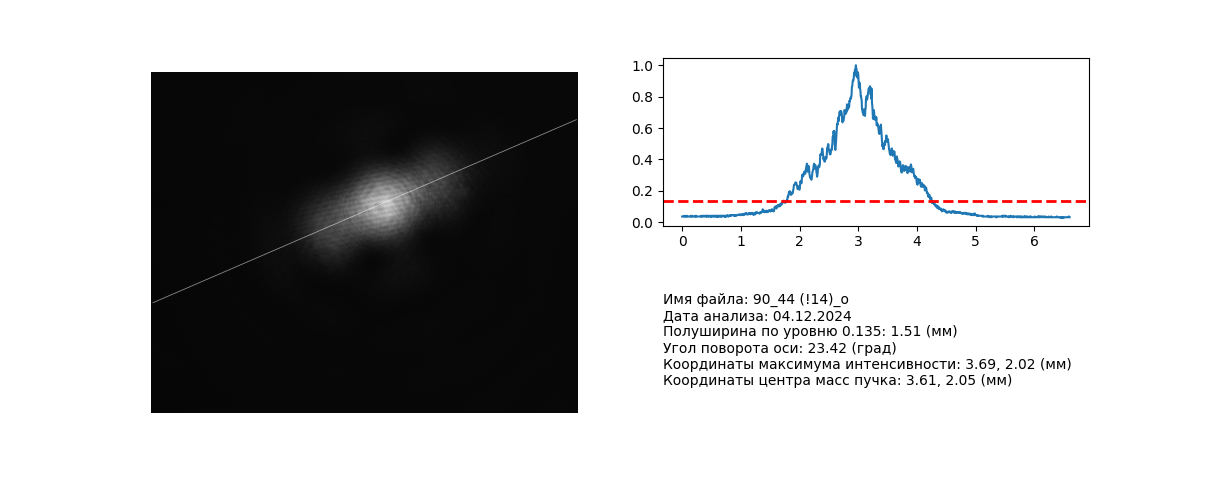 1.0
0.8
0.6
0.4
0.2
0.0
0 1 2 3 4 5 6
Имя файла: 90_44 (!14)_o
Дата анализа: 04.12.2024
Полуширина по уровню 0.135: 1.51 (мм)
Угол поворота оси: 23.42 (град)
Координаты максимума интенсивности: 3.69, 2.02 (мм)
Координаты центра масс пучка: 3.61, 2.05 (мм)